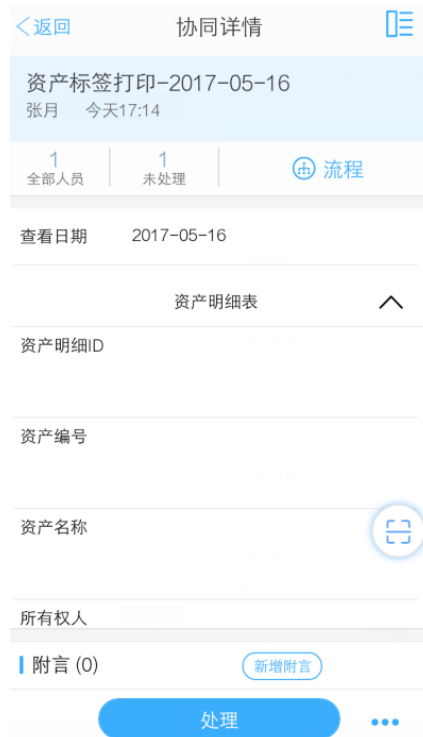 返回 协同详情
资产标签打印-2017-05-16
张月 今天17:14
1 1
全部人员 未处理 流程
查看日期 2017-05-16
资产明细表
资产明细ID
资产编号
资产名称
所有权人
附言 (0) 新增附言
处理